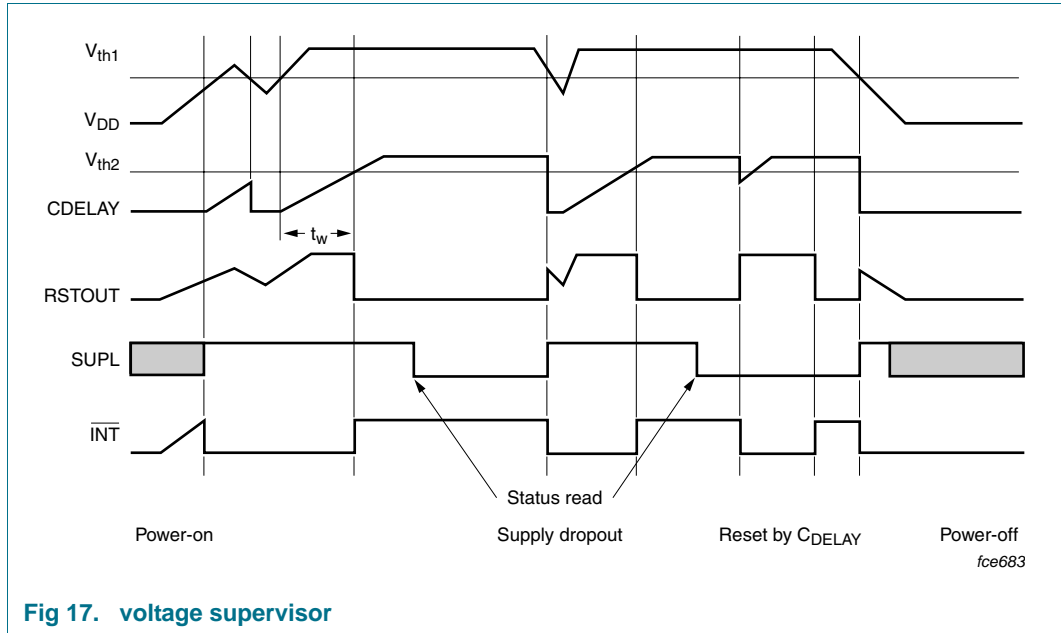 Vth1
VDD
Vth2
CDELAY
tw
RSTOUT
SUPL
INT
Status read
Power-on
Supply dropout
Reset by CDELAY
Power-off
fce683
Fig 17. voltage supervisor